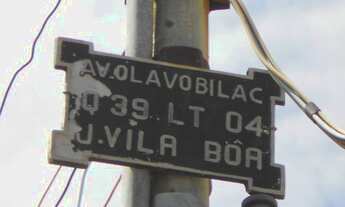 AV.OLAVO BILAC
Q 39 LT 04
J.VILA BÔA